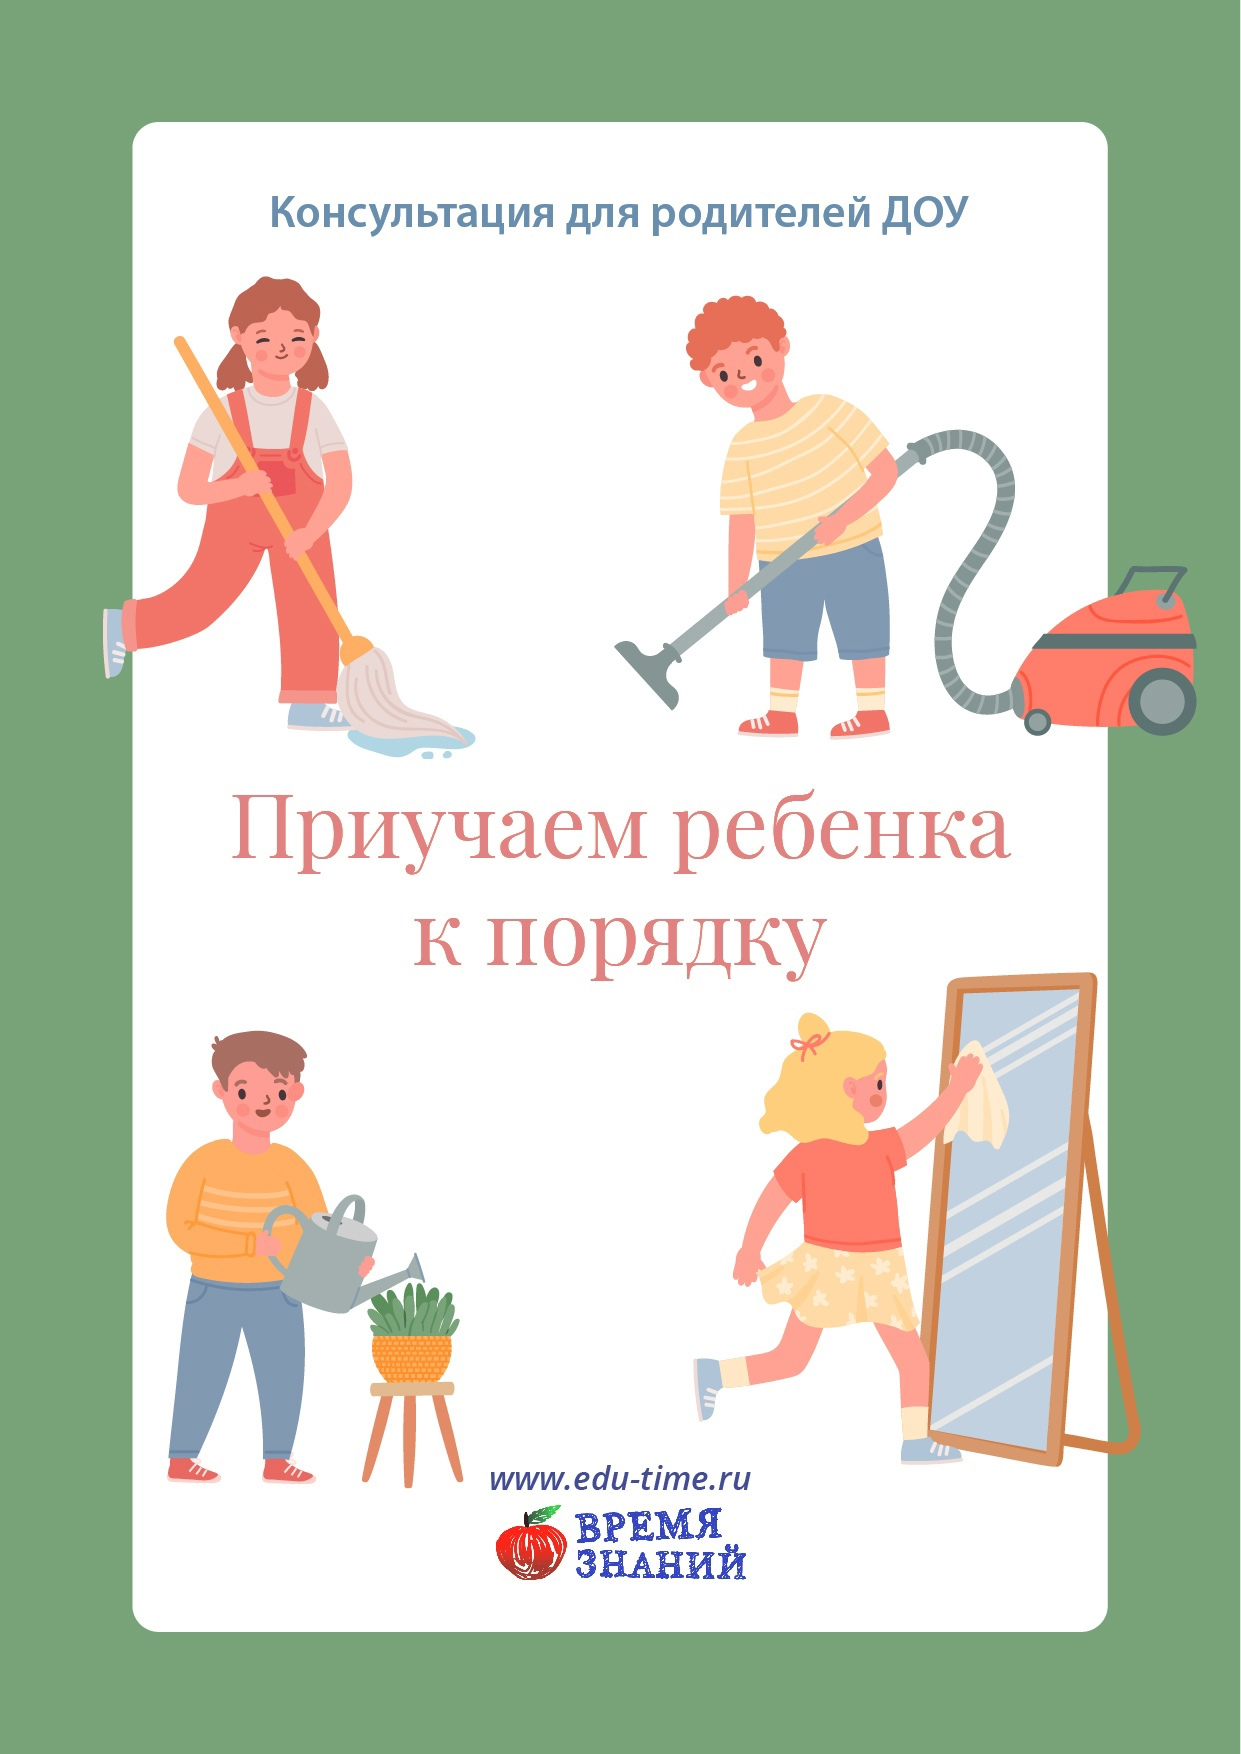 Консультация для родителей ДОУ
Приучаем ребенка
к порядку
www.edu-time.ru
ВРЕМЯ
ЗНАНИЙ